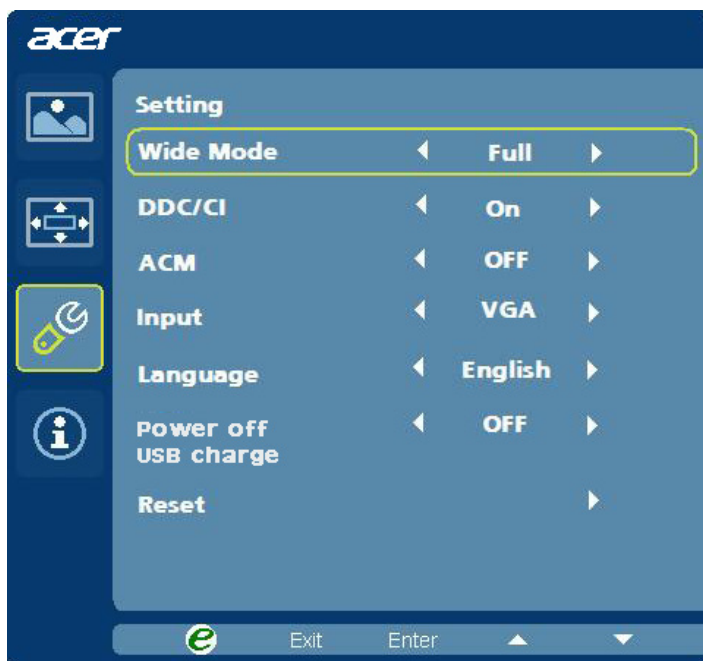 acer
Setting
Wide Mode Full
DDC/CI On
ACM OFF
Input VGA
Language English
Power off OFF
USB charge
Reset
e Exit Enter